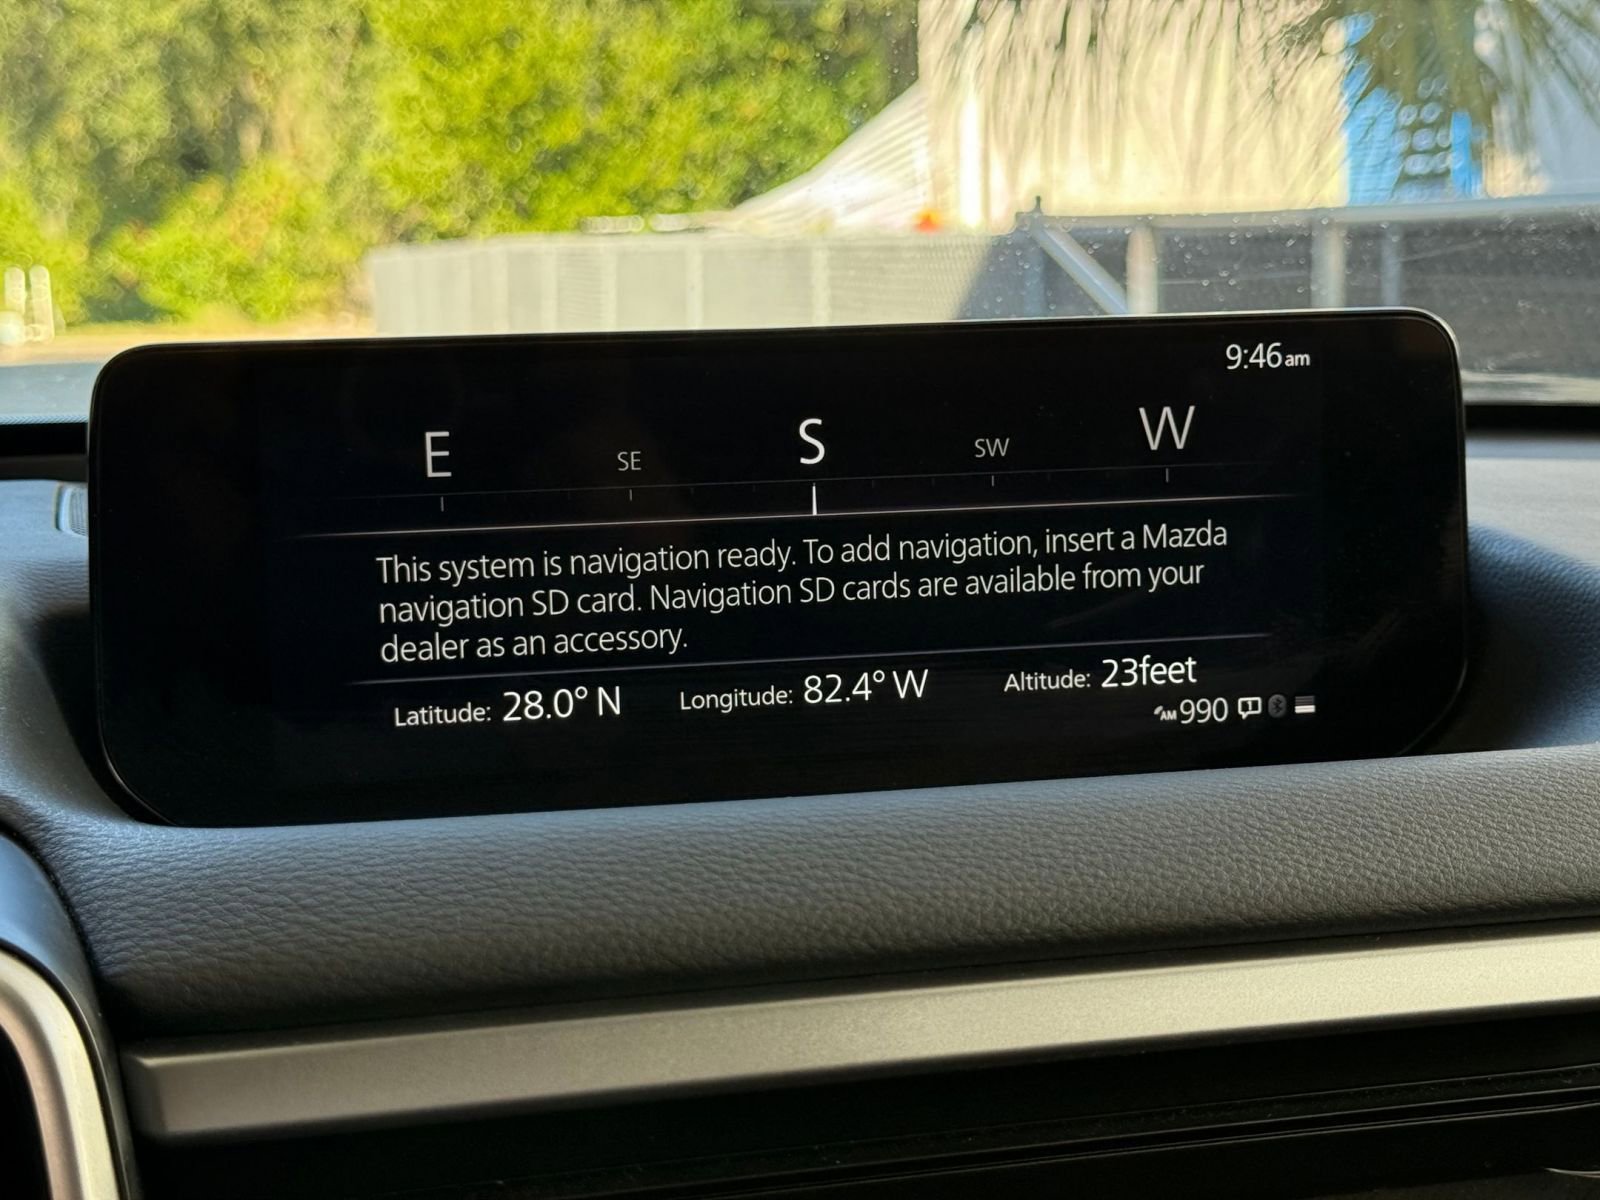 9:46am
E SE S SW W
This system is navigation ready. To add navigation, insert a Mazda
navigation SD card. Navigation SD cards are available from your
dealer as an accessory.
Latitude: 28.0° N Longitude: 82.4° W Altitude: 23feet
AM 990